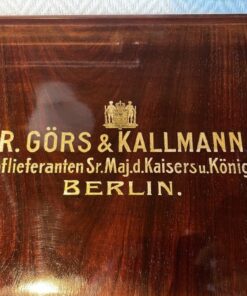 R. GÖRS & KALLMANN
flieferanten Sr. Maj. d. Kaisers u. König
BERLIN.